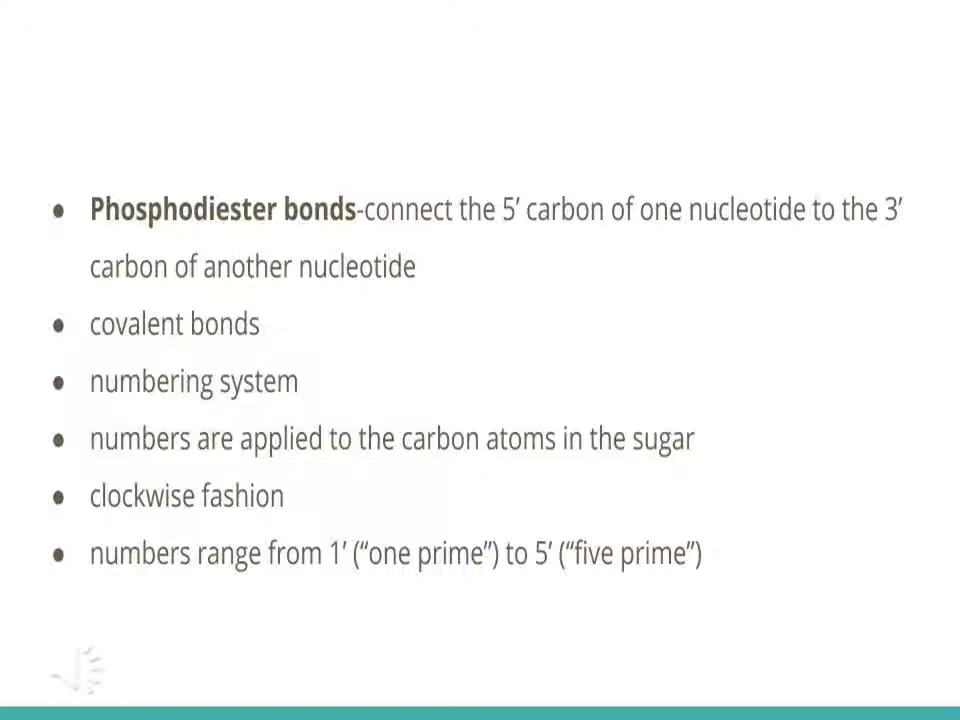 • Phosphodiester bonds-connect the 5’ carbon of one nucleotide to the 3’
carbon of another nucleotide
• covalent bonds
• numbering system
• numbers are applied to the carbon atoms in the sugar
• clockwise fashion
• numbers range from 1’ (“one prime”) to 5’ (“five prime”)